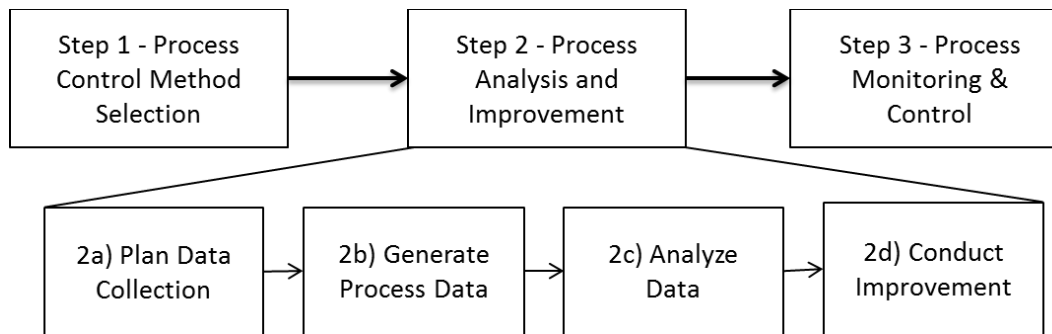 Step 1 - Process
Control Method
Selection
Step 2 - Process
Analysis and
Improvement
Step 3 - Process
Monitoring &
Control
2a) Plan Data
Collection
2b) Generate
Process Data
2c) Analyze
Data
2d) Conduct
Improvement